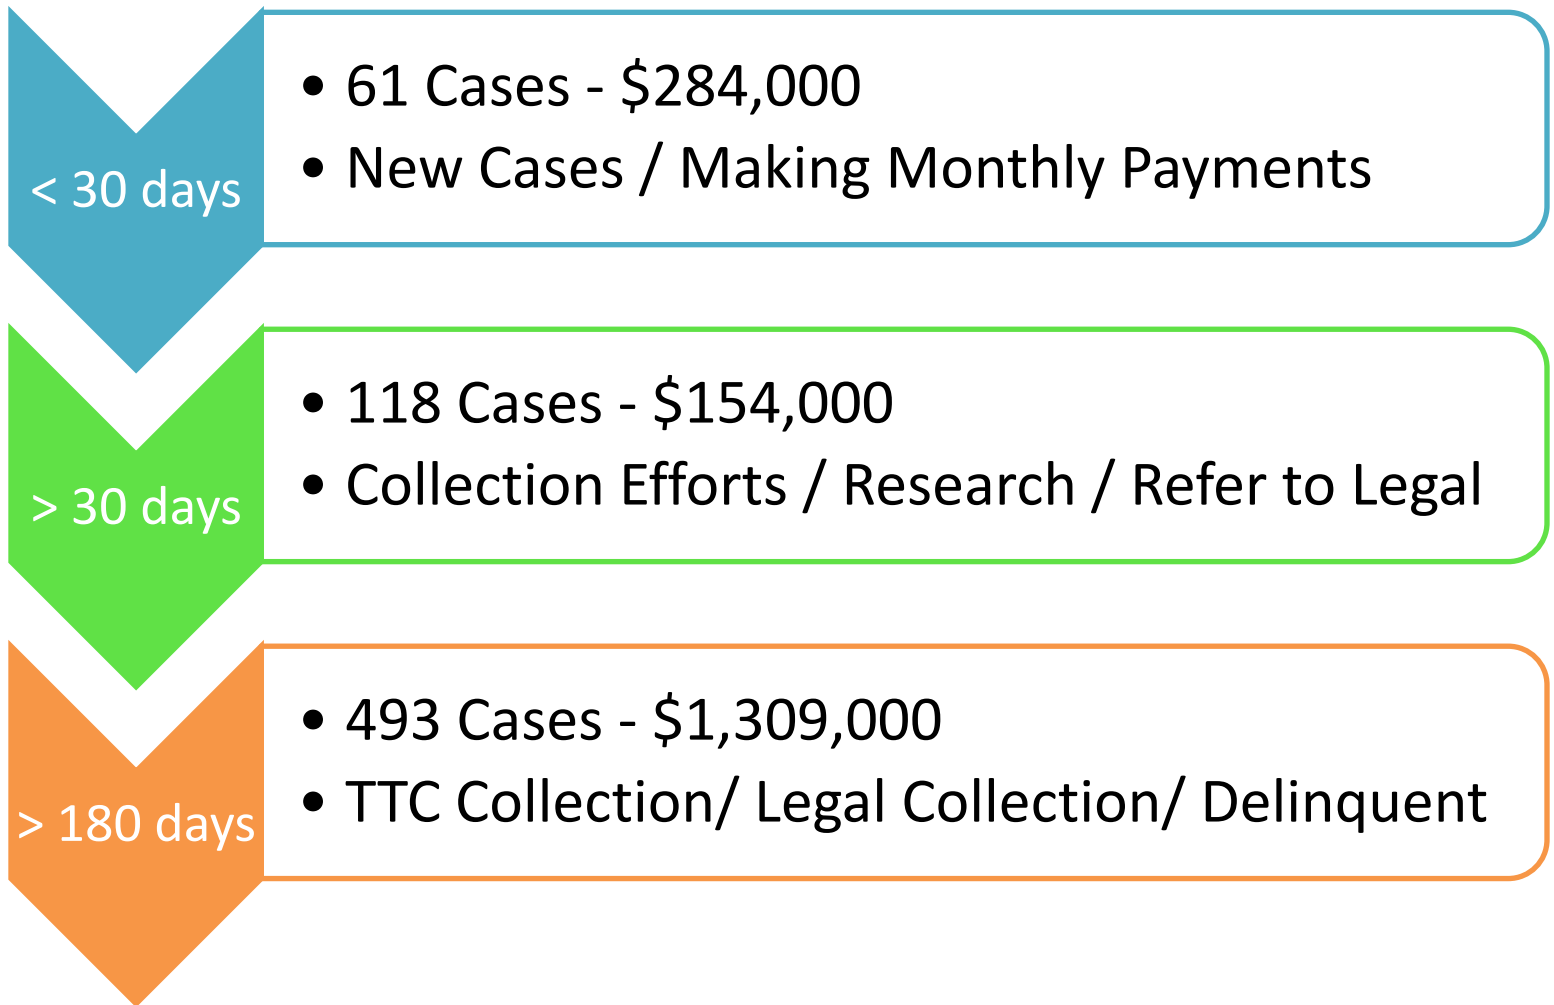 < 30 days
• 61 Cases - $284,000
• New Cases / Making Monthly Payments
> 30 days
• 118 Cases - $154,000
• Collection Efforts / Research / Refer to Legal
> 180 days
• 493 Cases - $1,309,000
• TTC Collection/ Legal Collection/ Delinquent